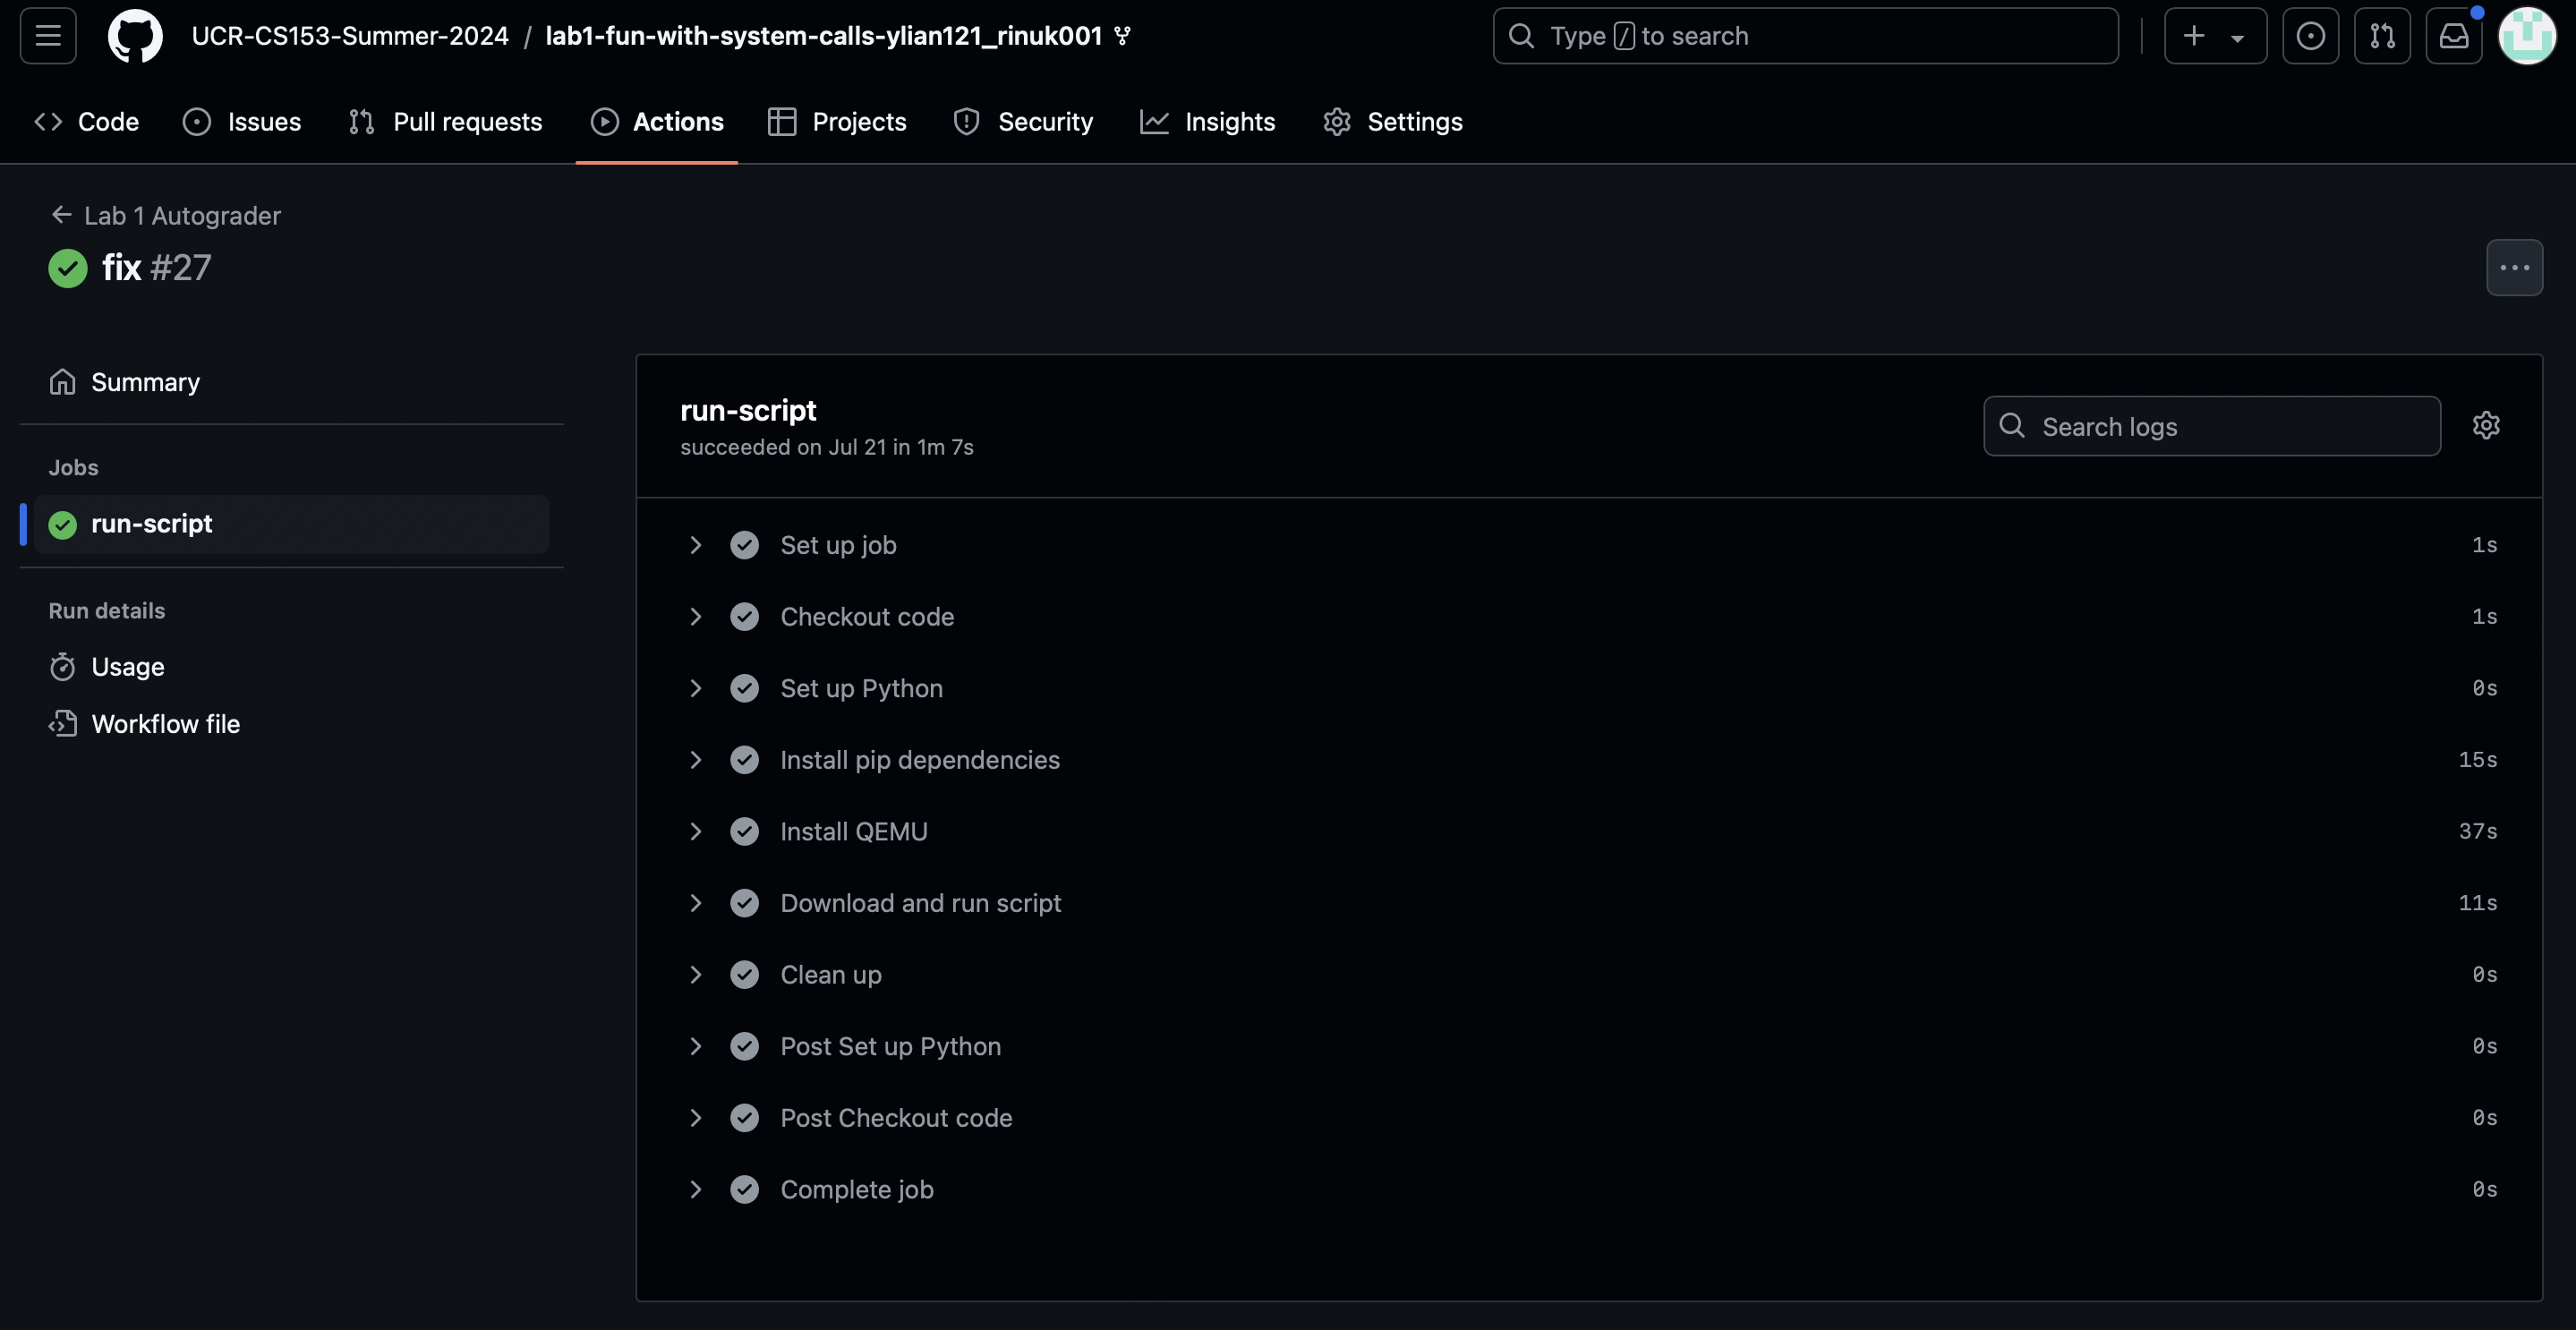 UCR-CS153-Summer-2024 / lab1-fun-with-system-calls-ylian121_rinuk001
Type / to search
Code Issues Pull requests Actions Projects Security Insights Settings
Lab 1 Autograder
fix #27
Summary
Jobs
run-script
Run details
Usage
Workflow file
run-script
succeeded on Jul 21 in 1m 7s
Search logs
Set up job 1s
Checkout code 1s
Set up Python 0s
Install pip dependencies 15s
Install QEMU 37s
Download and run script 11s
Clean up 0s
Post Set up Python 0s
Post Checkout code 0s
Complete job 0s